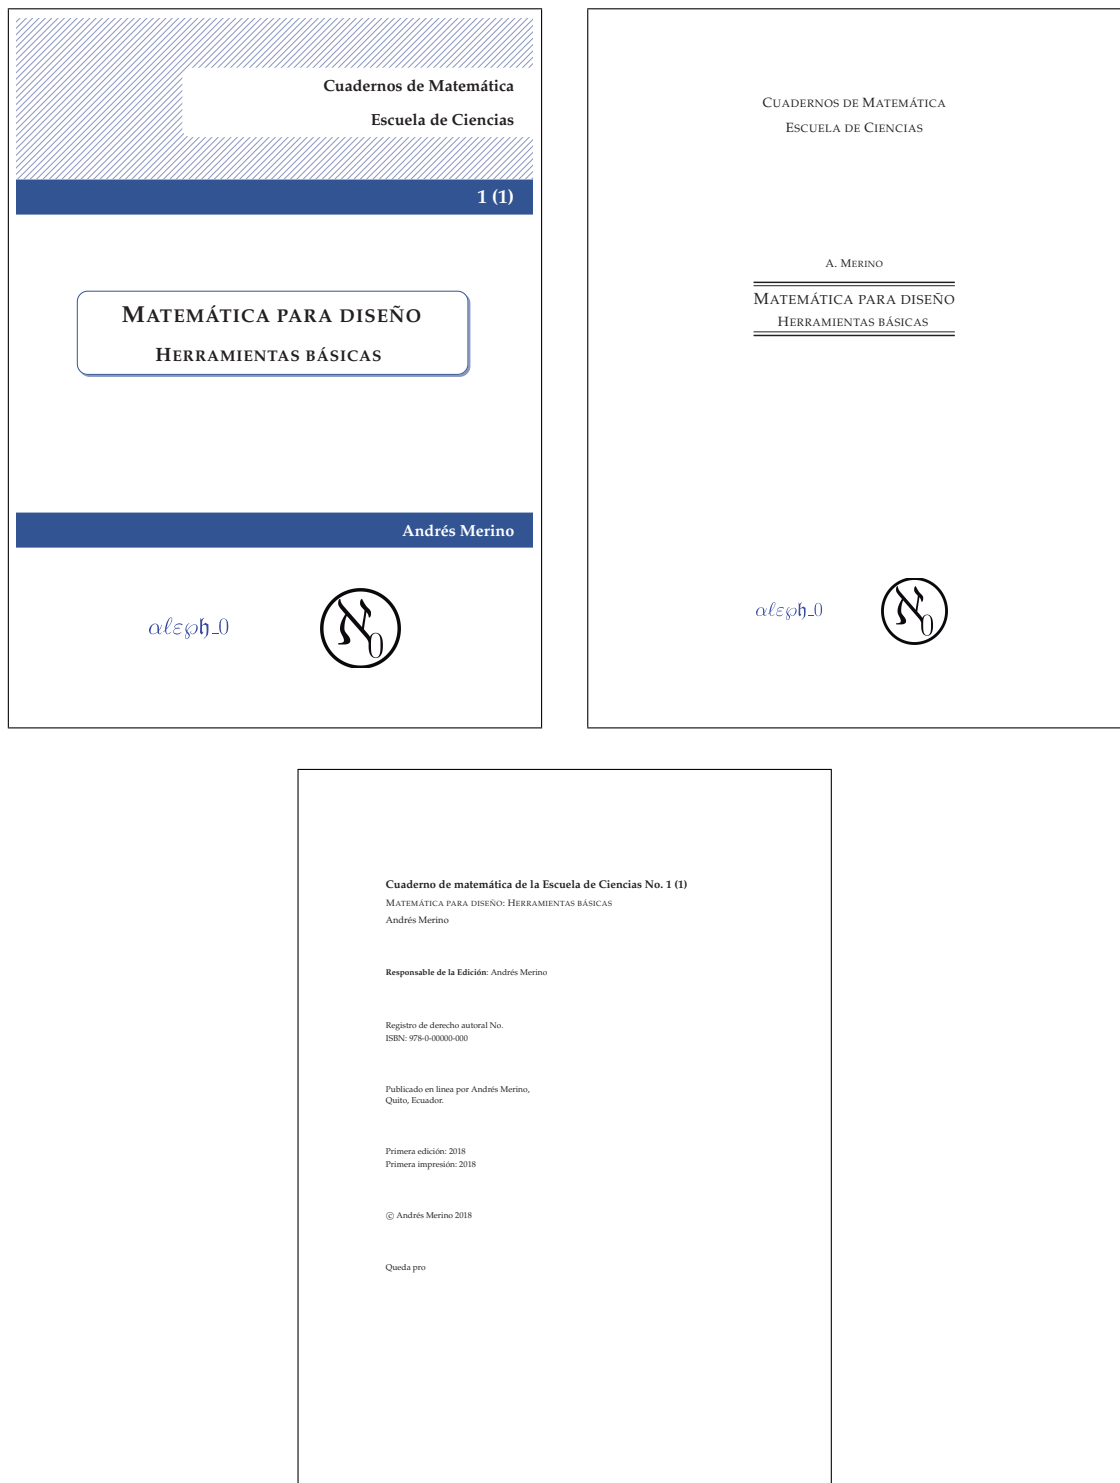 Cuadernos de Matemática
Escuela de Ciencias
1 (1)
MATEMÁTICA PARA DISEÑO
HERRAMIENTAS BÁSICAS
Andrés Merino
αℓε℘𝔥_0
ℵ0
CUADERNOS DE MATEMÁTICA
ESCUELA DE CIENCIAS
A. MERINO
MATEMÁTICA PARA DISEÑO
HERRAMIENTAS BÁSICAS
αℓε℘𝔥_0
ℵ0
Cuaderno de matemática de la Escuela de Ciencias No. 1 (1)
MATEMÁTICA PARA DISEÑO: HERRAMIENTAS BÁSICAS
Andrés Merino
Responsable de la Edición: Andrés Merino
Registro de derecho autoral No.
ISBN: 978-0-00000-000
Publicado en linea por Andrés Merino,
Quito, Ecuador.
Primera edición: 2018
Primera impresión: 2018
© Andrés Merino 2018
Queda pro